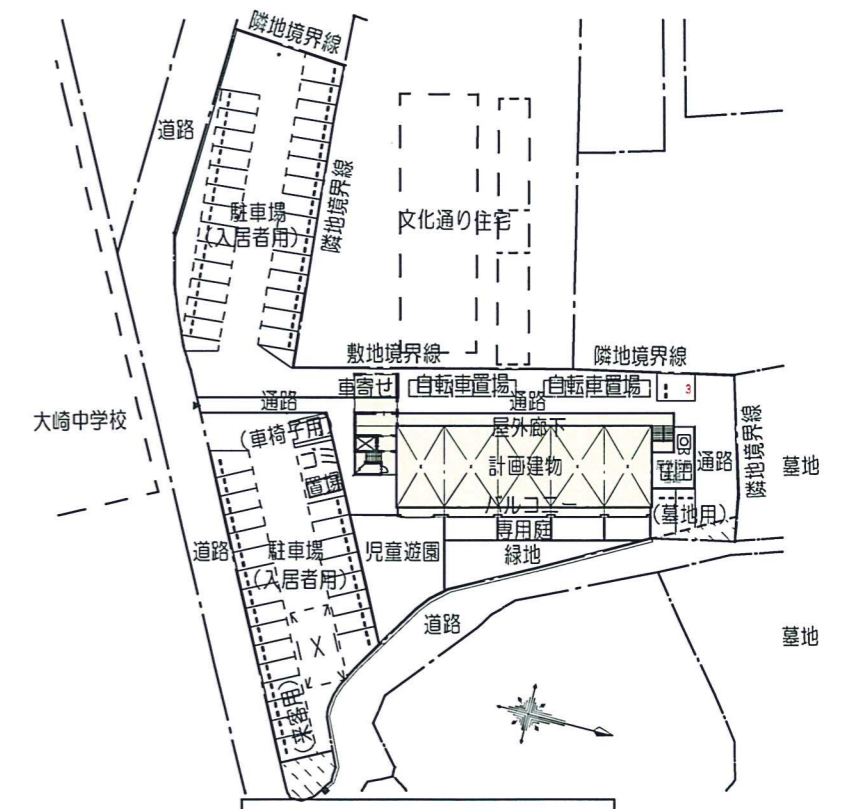 隣地境界線
道路
駐車場
(入居者用)
隣地境界線
文化通り住宅
敷地境界線
隣地境界線
車寄せ
自転車置場
自転車置場
3
通路
通路
大崎中学校
(車椅子用)
屋外廊下
ゴミ
置場
計画建物
通路
隣地境界線
墓地
バルコニー
(墓地用)
専用庭
道路
駐車場
(入居者用)
児童遊園
緑地
道路
墓地
(来客用)